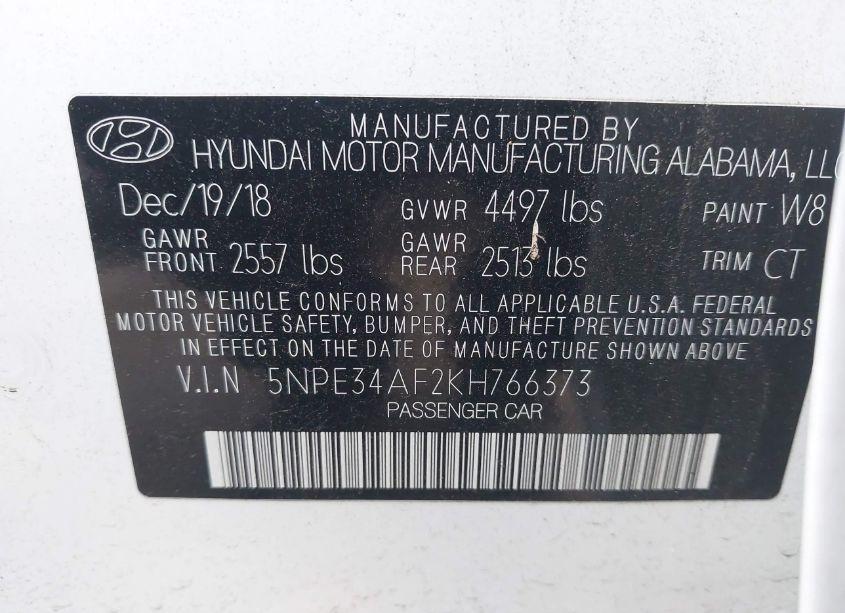 MANUFACTURED BY
HYUNDAI MOTOR MANUFACTURING ALABAMA, LLC
Dec/19/18 GVWR 4497 lbs PAINT W8
GAWR FRONT 2557 lbs GAWR REAR 2513 lbs TRIM CT
THIS VEHICLE CONFORMS TO ALL APPLICABLE U.S.A. FEDERAL
MOTOR VEHICLE SAFETY, BUMPER, AND THEFT PREVENTION STANDARDS
IN EFFECT ON THE DATE OF MANUFACTURE SHOWN ABOVE
V.I.N 5NPE34AF2KH766373
PASSENGER CAR